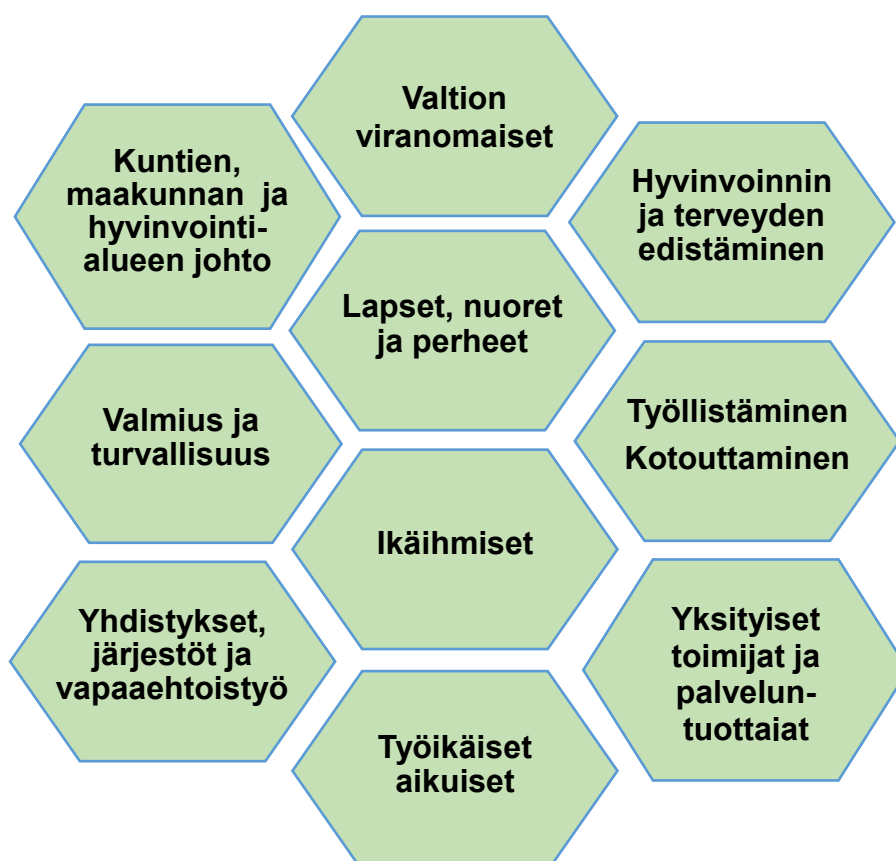 Valtion
viranomaiset
Kuntien,
maakunnan ja
hyvinvointi-
alueen johto
Hyvinvoinnin
ja terveyden
edistäminen
Lapset, nuoret
ja perheet
Valmius ja
turvallisuus
Työllistäminen
Kotouttaminen
Ikäihmiset
Yhdistykset,
järjestöt ja
vapaaehtoistyö
Yksityiset
toimijat ja
palvelun-
tuottaiat
Työikäiset
aikuiset